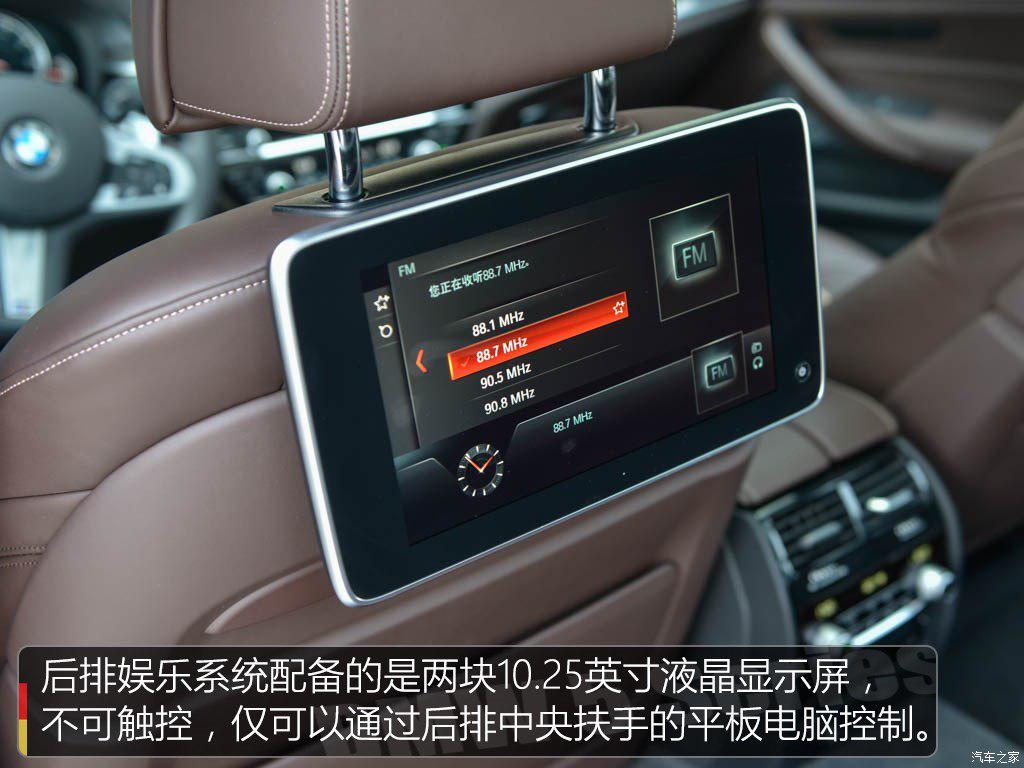 FM
您正在收听88.7 MHz。
FM
88.1 MHz
88.7 MHz
90.5 MHz
90.8 MHz
FM
88.7 MHz
后排娱乐系统配备的是两块10.25英寸液晶显示屏，
不可触控，仅可以通过后排中央扶手的平板电脑控制。
汽车之家